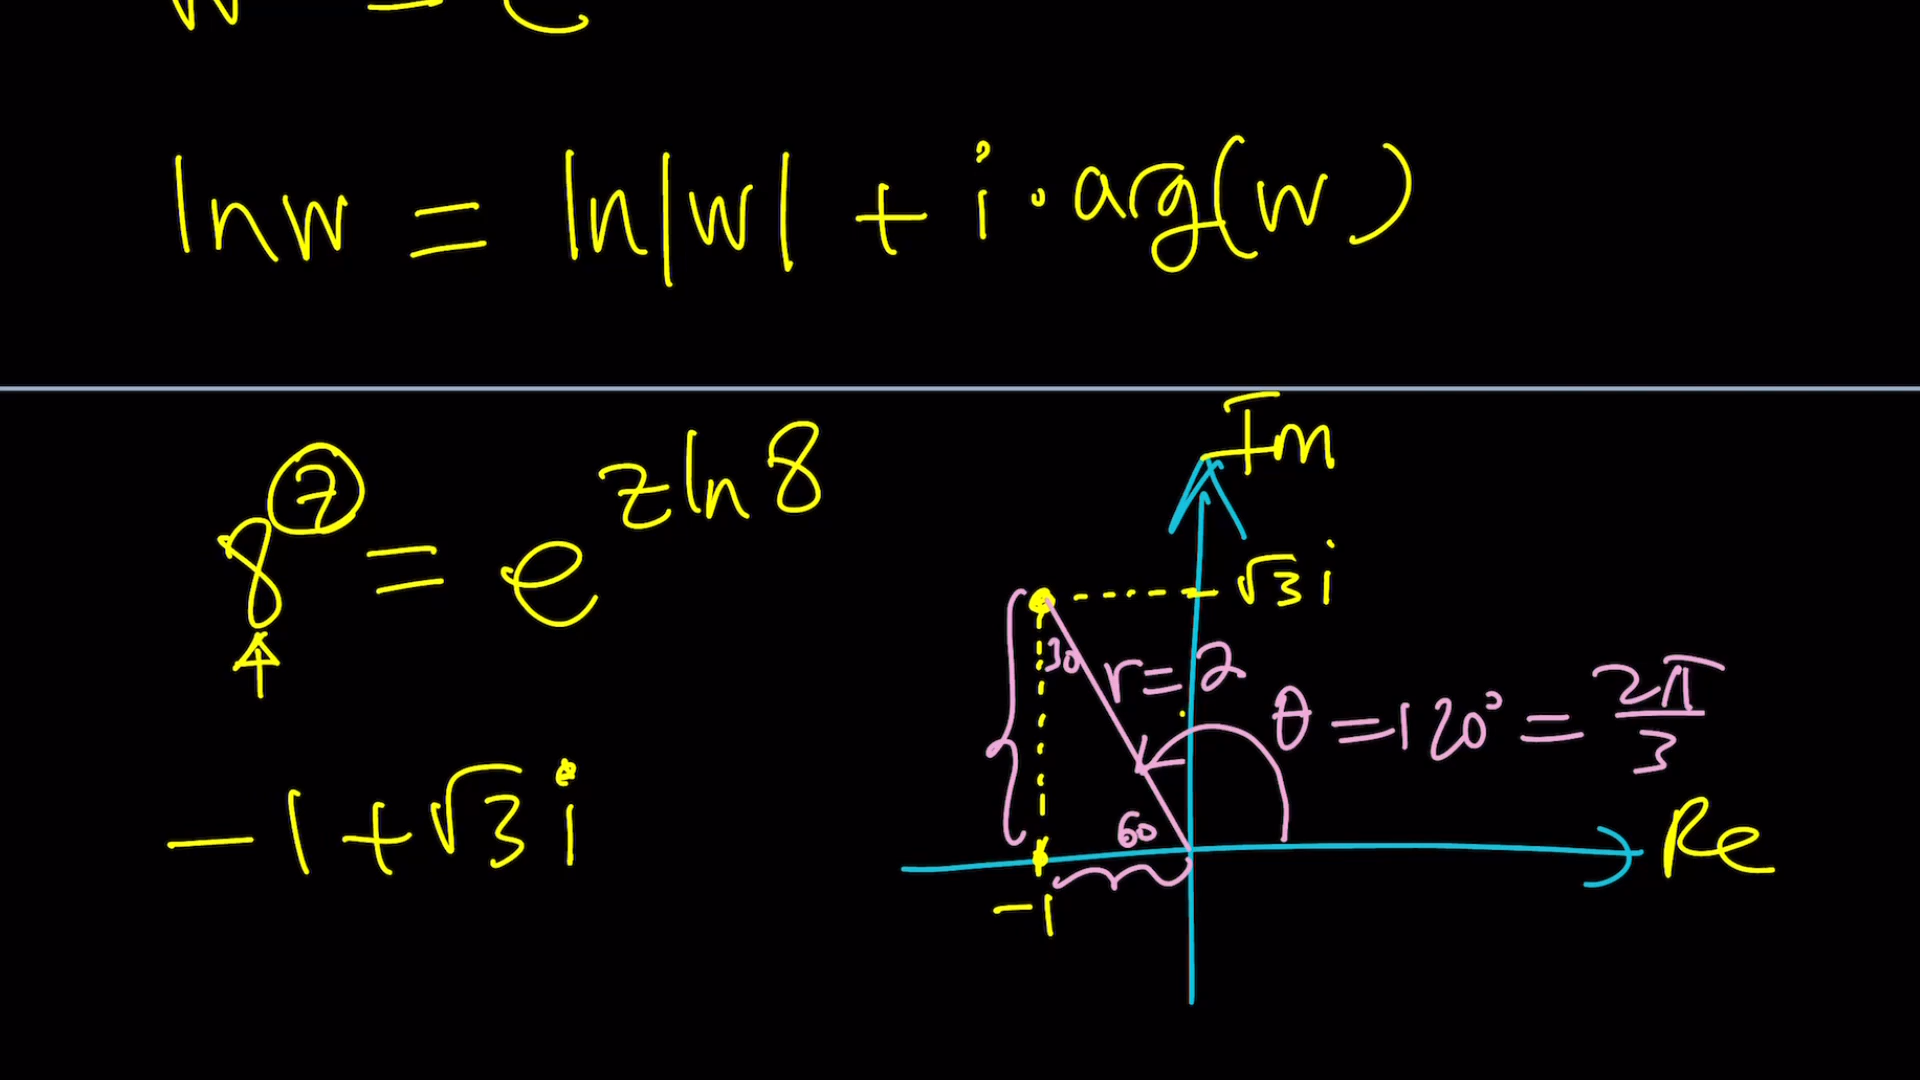 ln w = ln|w| + i · arg(w)
8^z = e^(z ln 8)
-1 + √3 i
Im
√3 i
30
r = 2
θ = 120° = 2π/3
60
Re
-1